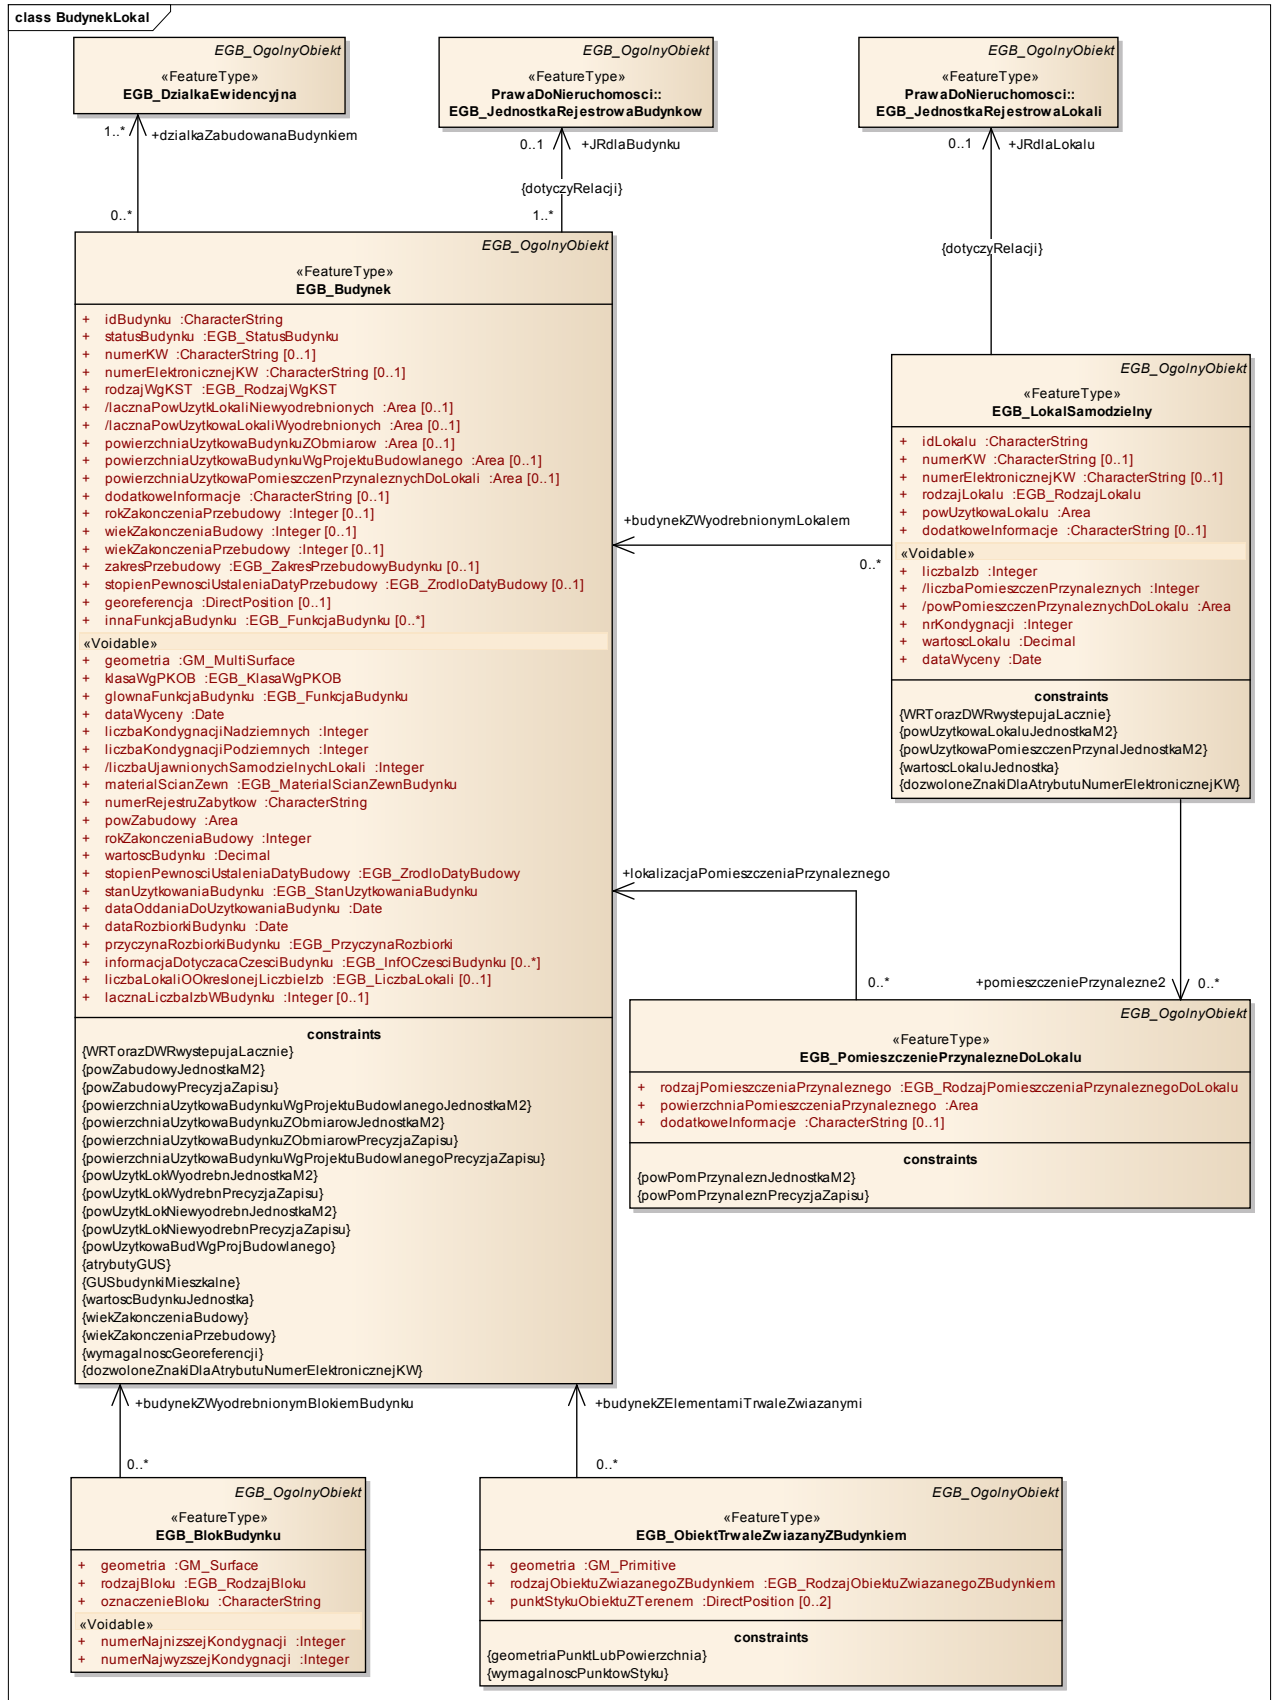 class BudynekLokal
EGB_OgolnyObiekt
«FeatureType»
EGB_DzialkaEwidencyjna
EGB_OgolnyObiekt
«FeatureType»
PrawaDoNieruchomosci::
EGB_JednostkaRejestrowaBudynkow
EGB_OgolnyObiekt
«FeatureType»
PrawaDoNieruchomosci::
EGB_JednostkaRejestrowaLokali
1..*
+dzialkaZabudowanaBudynkiem
0..*
0..1
+JRdlaBudynku
{dotyczyRelacji}
1..*
0..1
+JRdlaLokalu
{dotyczyRelacji}
EGB_OgolnyObiekt
«FeatureType»
EGB_Budynek
+ idBudynku :CharacterString
+ statusBudynku :EGB_StatusBudynku
+ numerKW :CharacterString [0..1]
+ numerElektronicznejKW :CharacterString [0..1]
+ rodzajWgKST :EGB_RodzajWgKST
+ /lacznaPowUzytkLokaliNiewyodrebnionych :Area [0..1]
+ /lacznaPowUzytkowaLokaliWyodrebnionych :Area [0..1]
+ powierzchniaUzytkowaBudynkuZObmiarow :Area [0..1]
+ powierzchniaUzytkowaBudynkuWgProjektuBudowlanego :Area [0..1]
+ powierzchniaUzytkowaPomieszczenPrzynaleznychDoLokali :Area [0..1]
+ dodatkoweInformacje :CharacterString [0..1]
+ rokZakonczeniaPrzebudowy :Integer [0..1]
+ wiekZakonczeniaBudowy :Integer [0..1]
+ wiekZakonczeniaPrzebudowy :Integer [0..1]
+ zakresPrzebudowy :EGB_ZakresPrzebudowyBudynku [0..1]
+ stopienPewnosciUstaleniaDatyPrzebudowy :EGB_ZrodloDatyBudowy [0..1]
+ georeferencja :DirectPosition [0..1]
+ innaFunkcjaBudynku :EGB_FunkcjaBudynku [0..*]
«Voidable»
+ geometria :GM_MultiSurface
+ klasaWgPKOB :EGB_KlasaWgPKOB
+ glownaFunkcjaBudynku :EGB_FunkcjaBudynku
+ dataWyceny :Date
+ liczbaKondygnacjiNadziemnych :Integer
+ liczbaKondygnacjiPodziemnych :Integer
+ /liczbaUjawnionychSamodzielnychLokali :Integer
+ materialScianZewn :EGB_MaterialScianZewnBudynku
+ numerRejestruZabytkow :CharacterString
+ powZabudowy :Area
+ rokZakonczeniaBudowy :Integer
+ wartoscBudynku :Decimal
+ stopienPewnosciUstaleniaDatyBudowy :EGB_ZrodloDatyBudowy
+ stanUzytkowaniaBudynku :EGB_StanUzytkowaniaBudynku
+ dataOddaniaDoUzytkowaniaBudynku :Date
+ dataRozbiorkiBudynku :Date
+ przyczynaRozbiorkiBudynku :EGB_PrzyczynaRozbiorki
+ informacjaDotyczacaCzesciBudynku :EGB_InfOCzesciBudynku [0..*]
+ liczbaLokaliOOkreslonejLiczbieIzb :EGB_LiczbaLokali [0..1]
+ lacznaLiczbaIzbWBudynku :Integer [0..1]
constraints
{WRTorazDWRwystepujaLacznie}
{powZabudowyJednostkaM2}
{powZabudowyPrecyzjaZapisu}
{powierzchniaUzytkowaBudynkuWgProjektuBudowlanegoJednostkaM2}
{powierzchniaUzytkowaBudynkuZObmiarowJednostkaM2}
{powierzchniaUzytkowaBudynkuZObmiarowPrecyzjaZapisu}
{powierzchniaUzytkowaBudynkuWgProjektuBudowlanegoPrecyzjaZapisu}
{powUzytkLokWyodrebnJednostkaM2}
{powUzytkLokWydrebnPrecyzjaZapisu}
{powUzytkLokNiewyodrebnJednostkaM2}
{powUzytkLokNiewyodrebnPrecyzjaZapisu}
{powUzytkowaBudWgProjBudowlanego}
{atrybutyGUS}
{GUSbudynkiMieszkalne}
{wartoscBudynkuJednostka}
{wiekZakonczeniaBudowy}
{wiekZakonczeniaPrzebudowy}
{wymagalnoscGeoreferencji}
{dozwoloneZnakiDlaAtrybutuNumerElektronicznejKW}
EGB_OgolnyObiekt
«FeatureType»
EGB_LokalSamodzielny
+ idLokalu :CharacterString
+ numerKW :CharacterString [0..1]
+ numerElektronicznejKW :CharacterString [0..1]
+ rodzajLokalu :EGB_RodzajLokalu
+ powUzytkowaLokalu :Area
+ dodatkoweInformacje :CharacterString [0..1]
«Voidable»
+ liczbaIzb :Integer
+ /liczbaPomieszczenPrzynaleznych :Integer
+ /powPomieszczenPrzynaleznychDoLokalu :Area
+ nrKondygnacji :Integer
+ wartoscLokalu :Decimal
+ dataWyceny :Date
constraints
{WRTorazDWRwystepujaLacznie}
{powUzytkowaLokaluJednostkaM2}
{powUzytkowaPomieszczenPrzynalJednostkaM2}
{wartoscLokaluJednostka}
{dozwoloneZnakiDlaAtrybutuNumerElektronicznejKW}
+budynekZWyodrebnionymLokalem
0..*
+lokalizacjaPomieszczeniaPrzynaleznego
0..*
+pomieszczeniePrzynalezne2
0..*
EGB_OgolnyObiekt
«FeatureType»
EGB_PomieszczeniePrzynalezneDoLokalu
+ rodzajPomieszczeniaPrzynaleznego :EGB_RodzajPomieszczeniaPrzynaleznegoDoLokalu
+ powierzchniaPomieszczeniaPrzynaleznego :Area
+ dodatkoweInformacje :CharacterString [0..1]
constraints
{powPomPrzynaleznJednostkaM2}
{powPomPrzynaleznPrecyzjaZapisu}
+budynekZWyodrebnionymBlokiemBudynku
0..*
+budynekZElementamiTrwaleZwiazanymi
0..*
EGB_OgolnyObiekt
«FeatureType»
EGB_BlokBudynku
+ geometria :GM_Surface
+ rodzajBloku :EGB_RodzajBloku
+ oznaczenieBloku :CharacterString
«Voidable»
+ numerNajnizszejKondygnacji :Integer
+ numerNajwyzszejKondygnacji :Integer
EGB_OgolnyObiekt
«FeatureType»
EGB_ObiektTrwaleZwiazanyZBudynkiem
+ geometria :GM_Primitive
+ rodzajObiektuZwiazanegoZBudynkiem :EGB_RodzajObiektuZwiazanegoZBudynkiem
+ punktStykuObiektuZTerenem :DirectPosition [0..2]
constraints
{geometriaPunktLubPowierzchnia}
{wymagalnoscPunktowStyku}